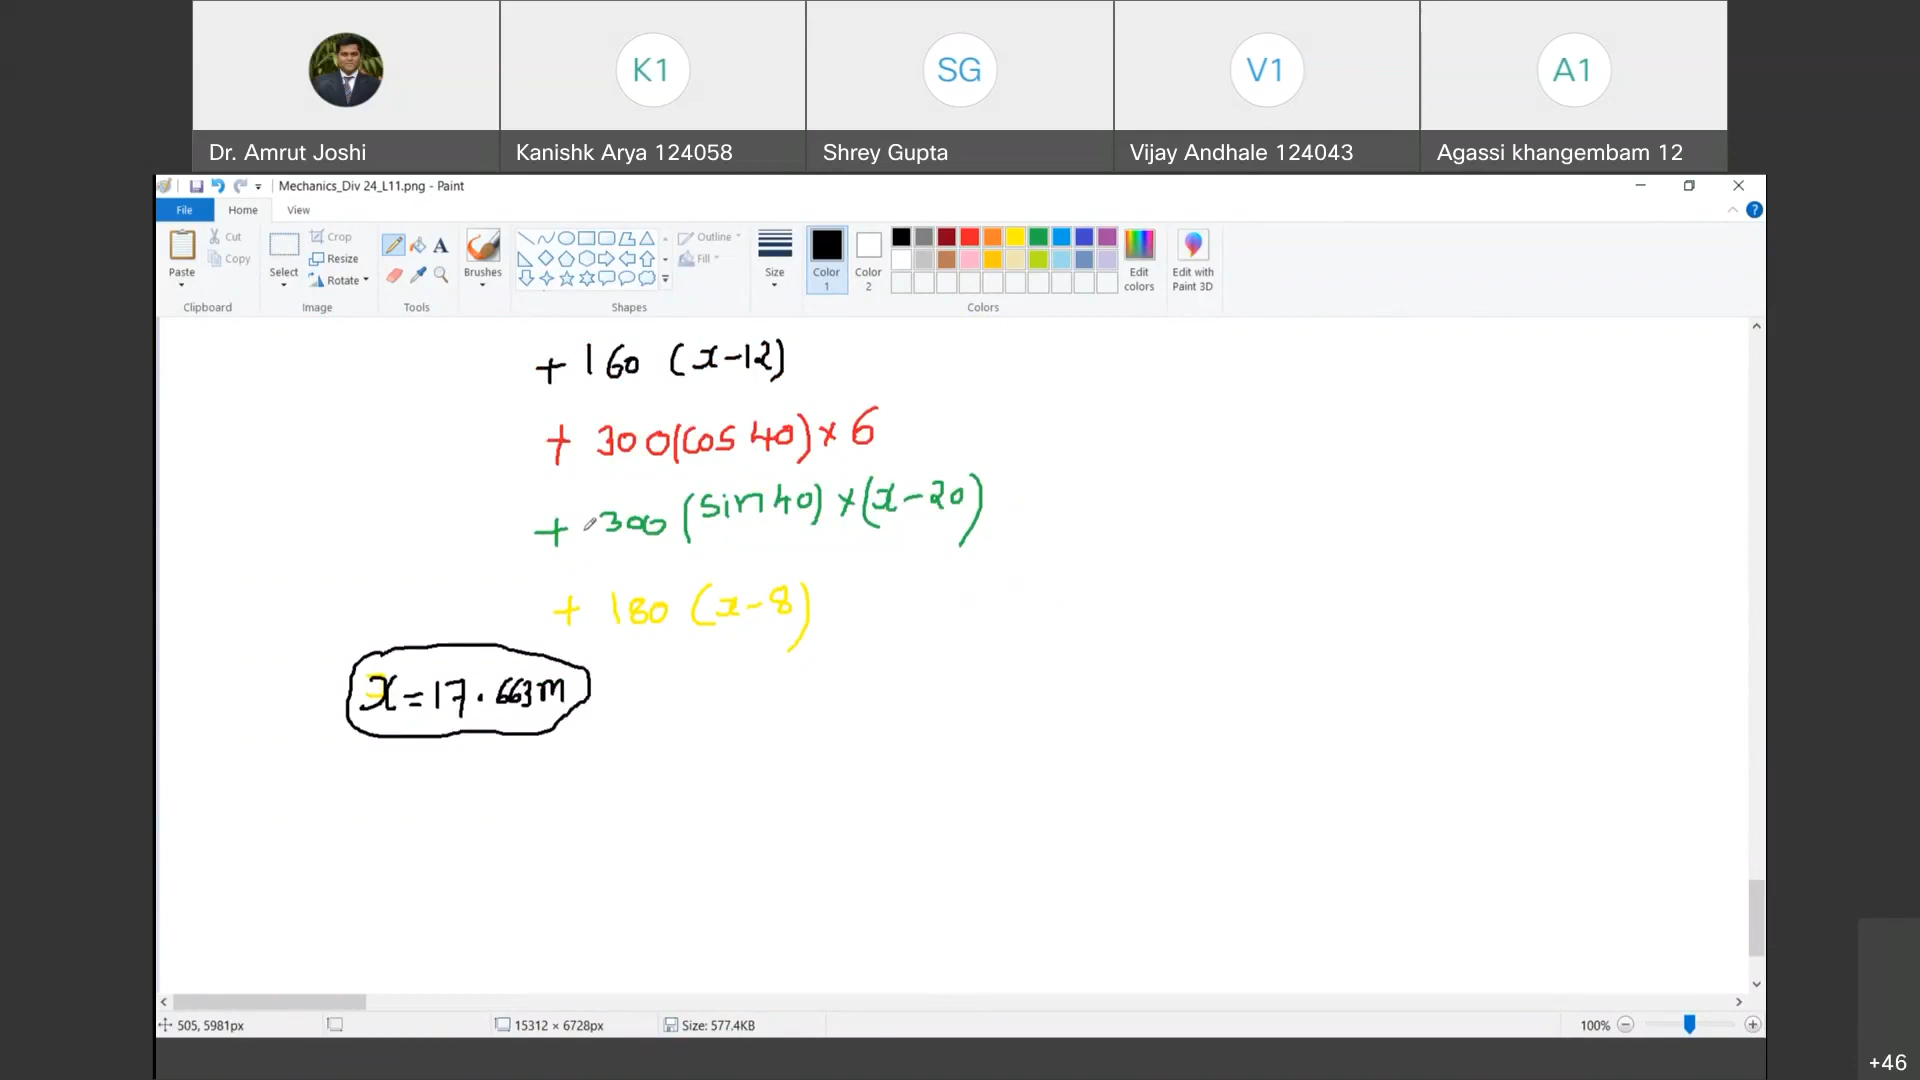 K1
SG
V1
A1
Dr. Amrut Joshi
Kanishk Arya 124058
Shrey Gupta
Vijay Andhale 124043
Agassi khangembam 12
Mechanics_Div 24_L11.png - Paint
File
Home
View
Paste
Cut
Copy
Clipboard
Select
Crop
Resize
Rotate
Image
A
Tools
Brushes
Outline
Fill
Shapes
Size
Color 1
Color 2
Edit colors
Edit with Paint 3D
Colors
?
+ 160 (x-12)
+ 300(cos 40) × 6
+ 300 (sin 40) × (x-20)
+ 180 (x-8)
x = 17.663m
505, 5981px
15312 × 6728px
Size: 577.4KB
100%
+46